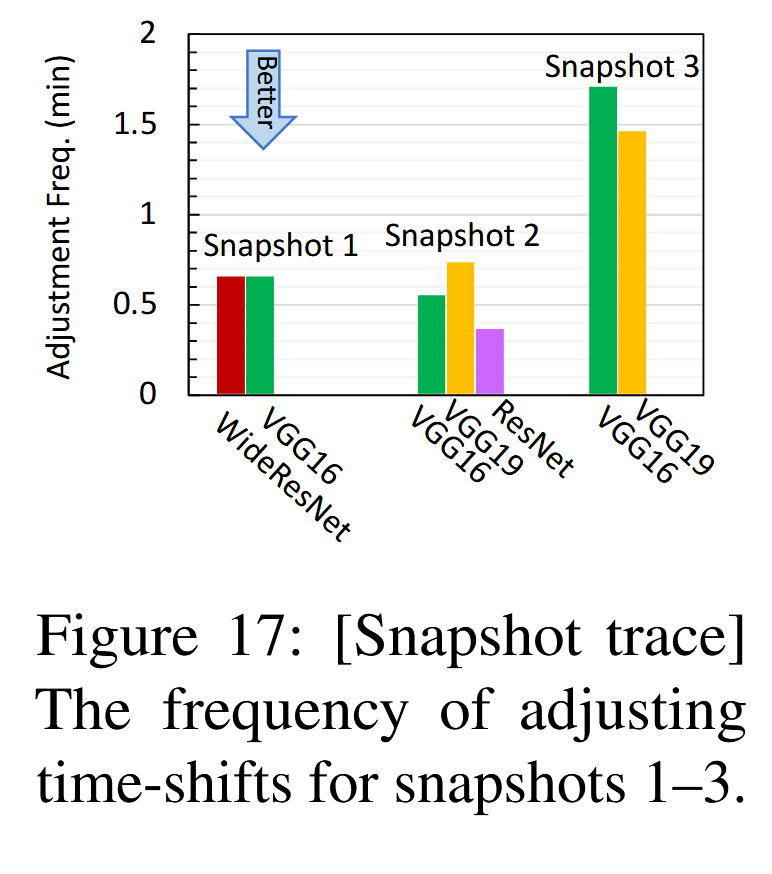 2
1.5
1
0.5
0
Adjustment Freq. (min)
Better
Snapshot 1
Snapshot 2
Snapshot 3
WideResNet
VGG16
VGG16
VGG19
ResNet
VGG16
VGG19
Figure 17: [Snapshot trace]
The frequency of adjusting
time-shifts for snapshots 1–3.